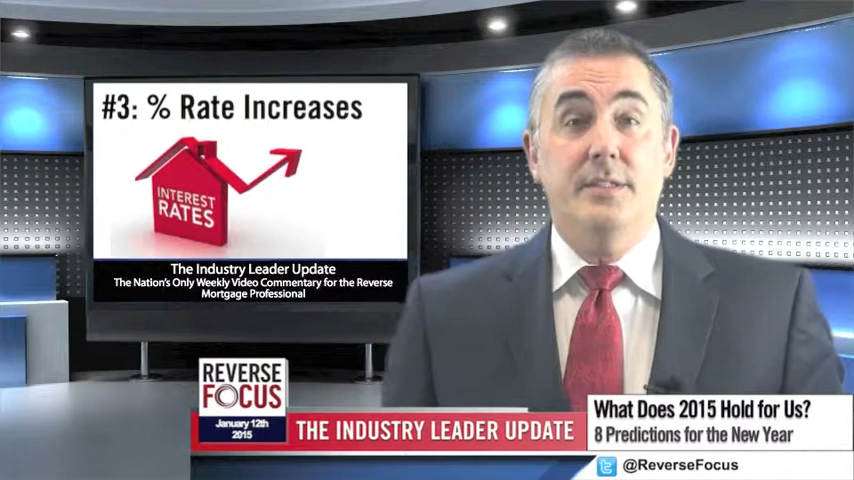 #3: % Rate Increases
INTEREST
RATES
The Industry Leader Update
The Nation's Only Weekly Video Commentary for the Reverse
Mortgage Professional
REVERSE
FOCUS
January 12th
2015
THE INDUSTRY LEADER UPDATE
What Does 2015 Hold for Us?
8 Predictions for the New Year
@ReverseFocus